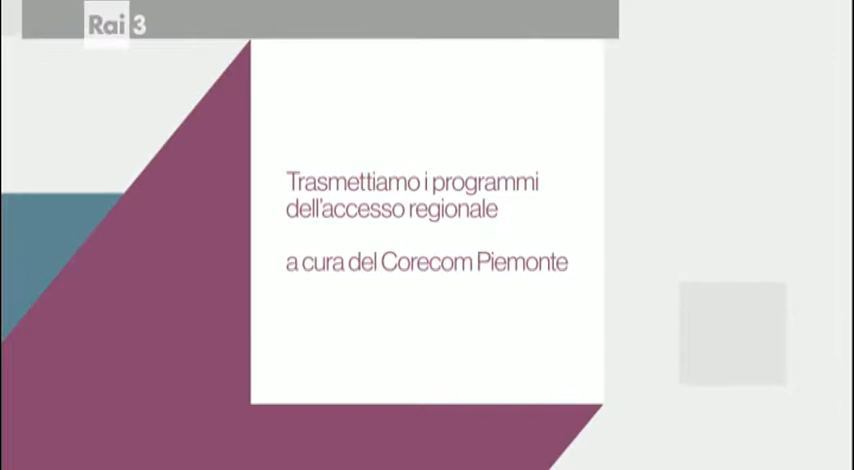 Rai 3
Trasmettiamo i programmi
dell'accesso regionale
a cura del Corecom Piemonte